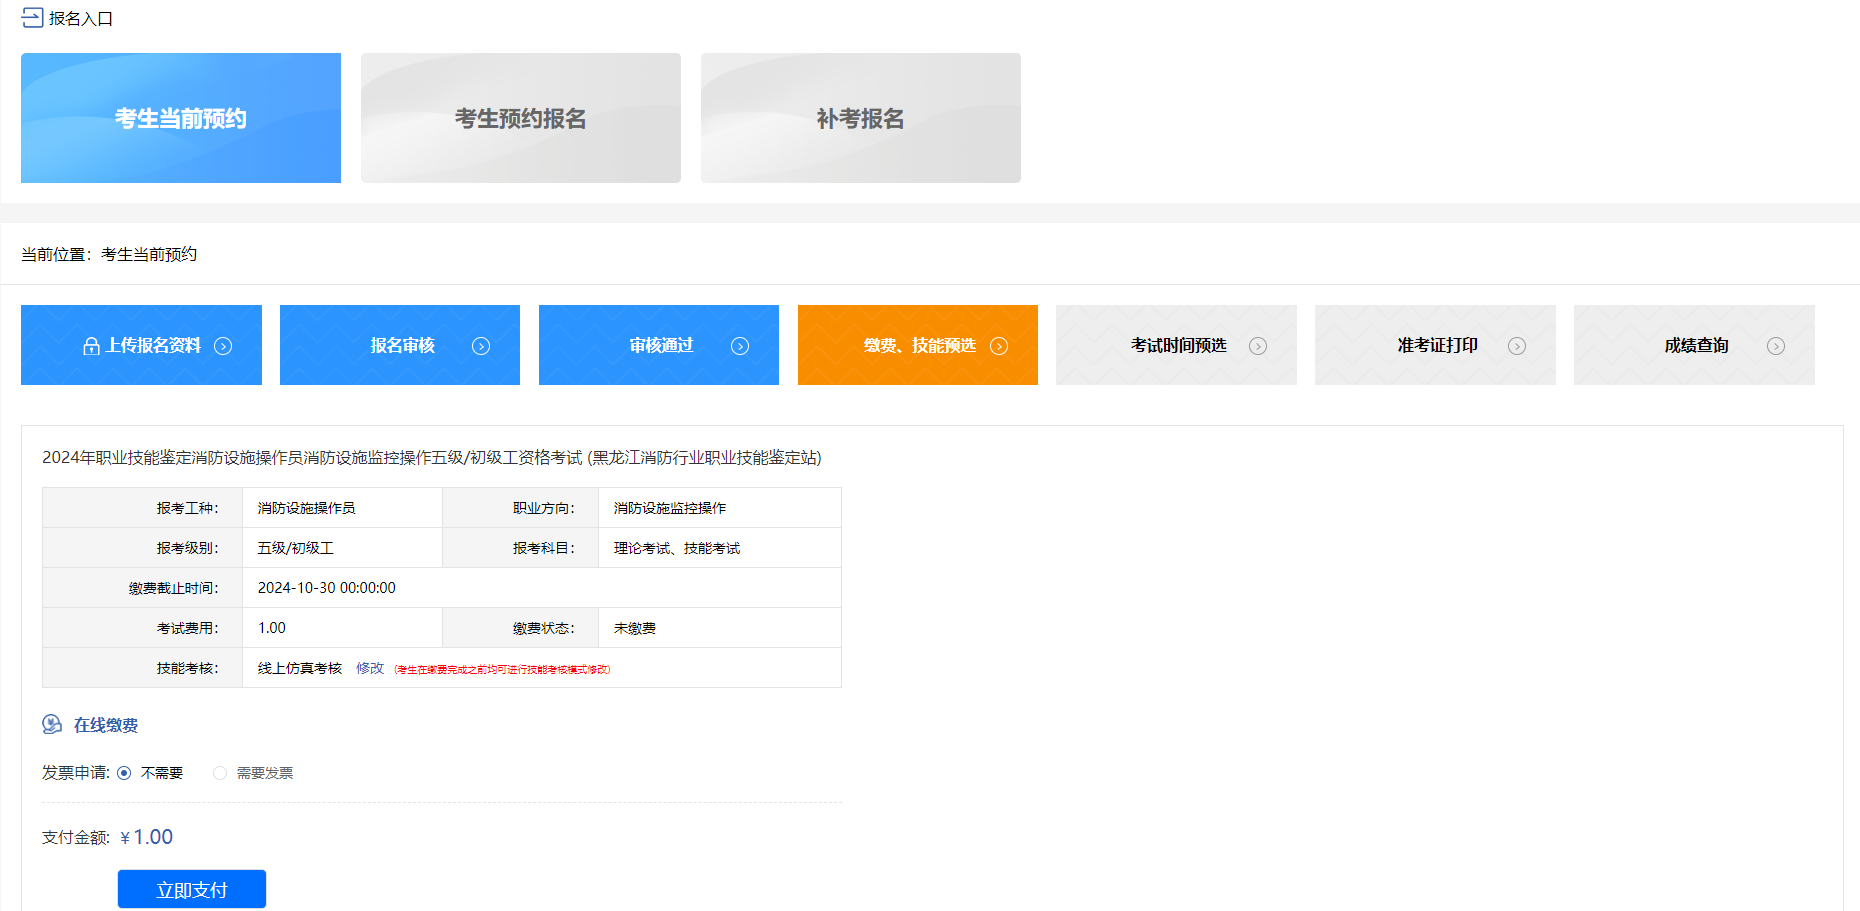 报名入口
考生当前预约
考生预约报名
补考报名
当前位置：考生当前预约
上传报名资料
报名审核
审核通过
缴费、技能预选
考试时间预选
准考证打印
成绩查询
2024年职业技能鉴定消防设施操作员消防设施监控操作五级/初级工资格考试 (黑龙江消防行业职业技能鉴定站)
报考工种： 消防设施操作员 职业方向： 消防设施监控操作
报考级别： 五级/初级工 报考科目： 理论考试、技能考试
缴费截止时间： 2024-10-30 00:00:00
考试费用： 1.00 缴费状态： 未缴费
技能考核： 线上仿真考核 修改 (考生在缴费完成之前均可进行技能考核模式修改)
在线缴费
发票申请: 不需要 需要发票
支付金额: ¥1.00
立即支付